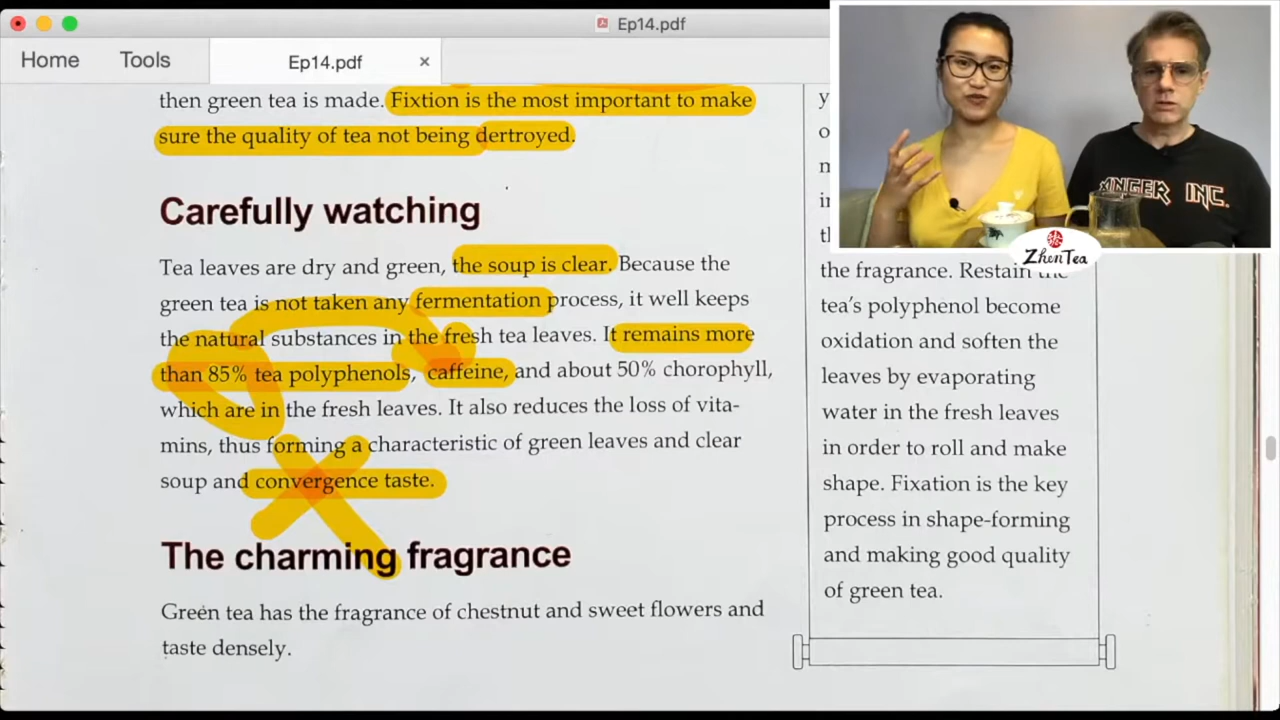 Ep14.pdf
Home
Tools
Ep14.pdf
then green tea is made. Fixtion is the most important to make
sure the quality of tea not being dertroyed.
Carefully watching
Tea leaves are dry and green, the soup is clear. Because the
green tea is not taken any fermentation process, it well keeps
the natural substances in the fresh tea leaves. It remains more
than 85% tea polyphenols, caffeine, and about 50% chorophyll,
which are in the fresh leaves. It also reduces the loss of vita-
mins, thus forming a characteristic of green leaves and clear
soup and convergence taste.
The charming fragrance
Green tea has the fragrance of chestnut and sweet flowers and
taste densely.
the fragrance. Restain the
tea's polyphenol become
oxidation and soften the
leaves by evaporating
water in the fresh leaves
in order to roll and make
shape. Fixation is the key
process in shape-forming
and making good quality
of green tea.
INC.
ZhenTea